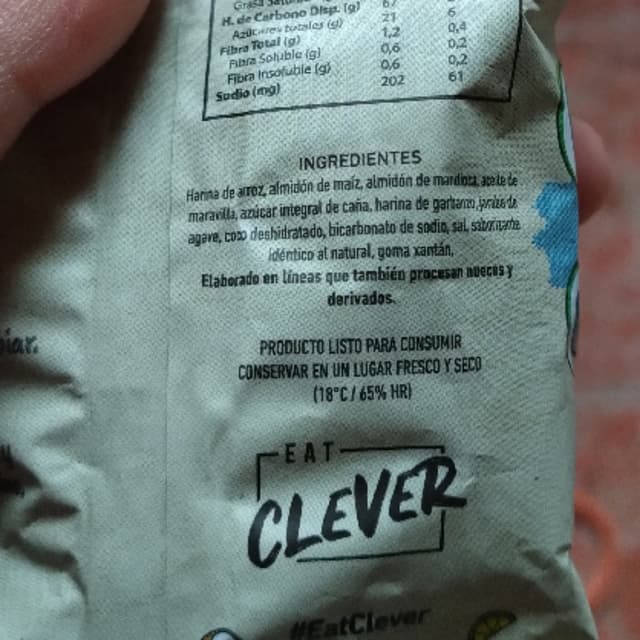 H. de Carbono Disp. (g) 67
Azúcares totales (g) 21 6
Fibra Total (g) 1,2 0,4
Fibra Soluble (g) 0,6 0,2
Fibra Insoluble (g) 0,6 0,2
Sodio (mg) 202 61
INGREDIENTES
Harina de arroz, almidón de maíz, almidón de mandioca, aceite de
maravilla, azúcar integral de caña, harina de garbanzo, jarabe de
agave, coco deshidratado, bicarbonato de sodio, sal, saborizante
idéntico al natural, goma xantán.
Elaborado en líneas que también procesan nueces y
derivados.
PRODUCTO LISTO PARA CONSUMIR
CONSERVAR EN UN LUGAR FRESCO Y SECO
(18°C / 65% HR)
EAT
CLEVER
#EatClever